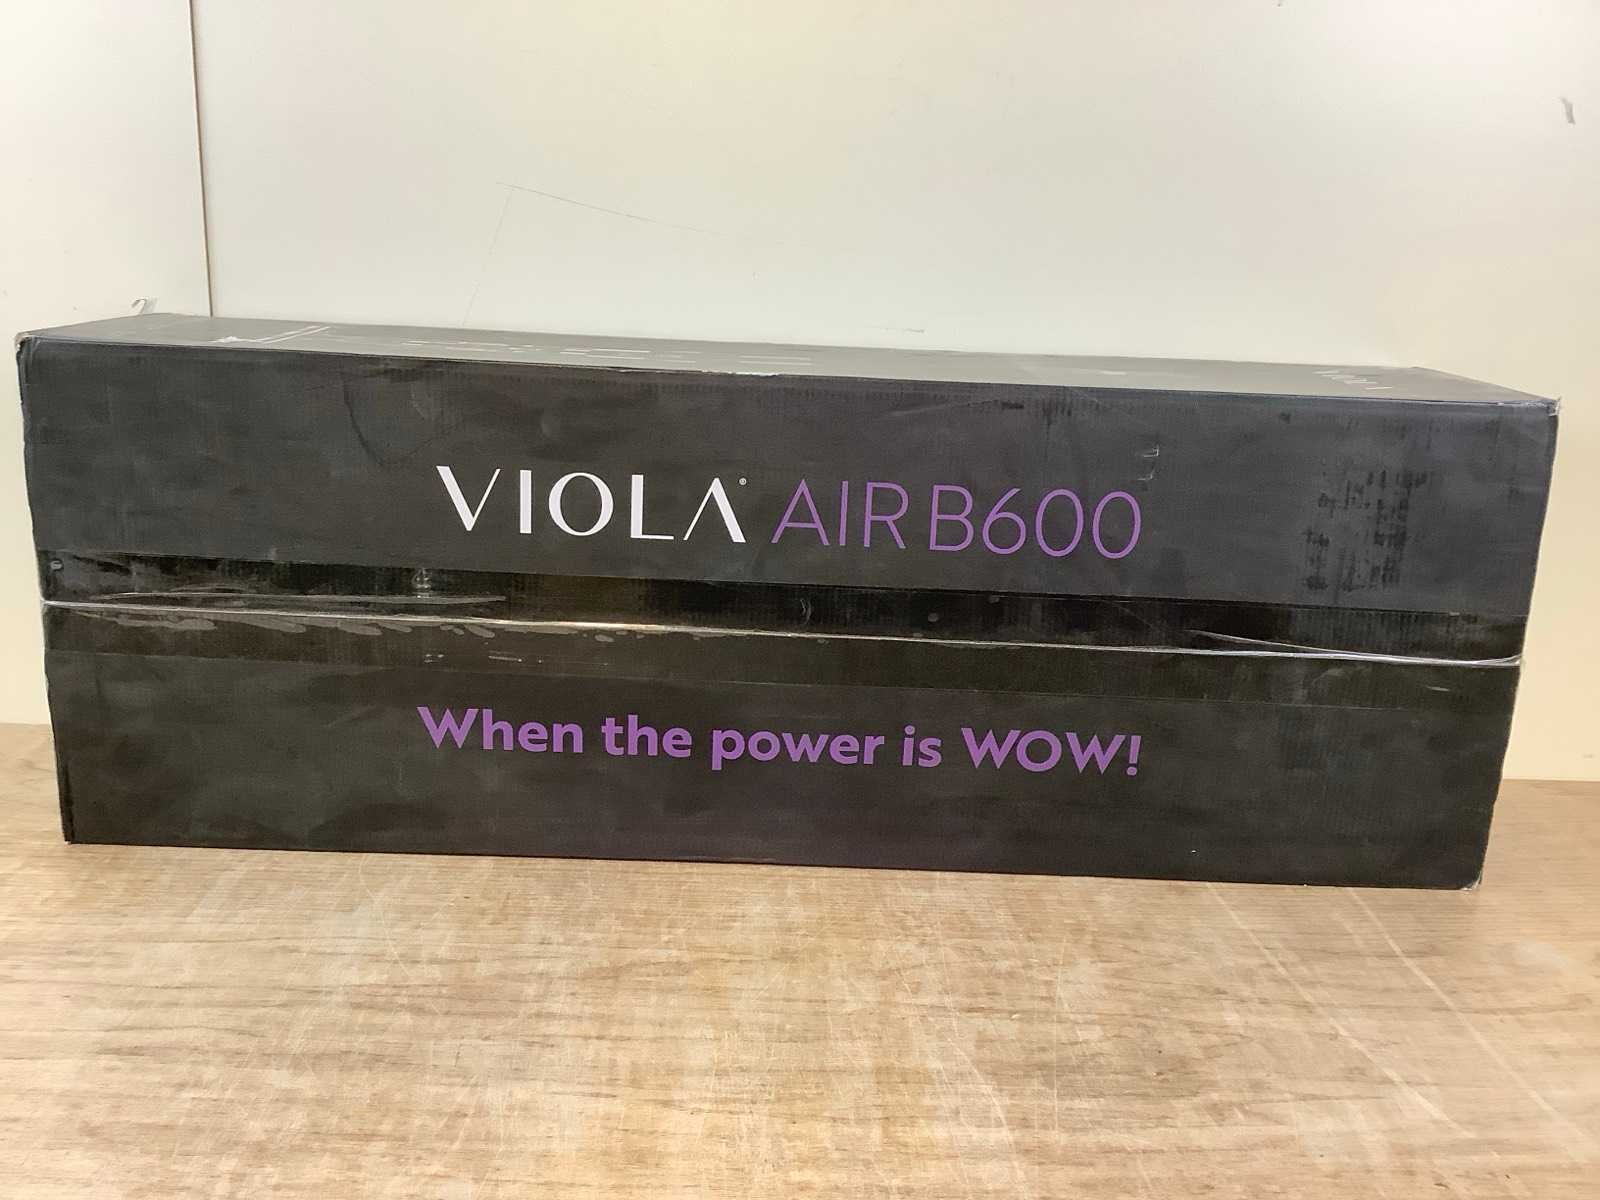 VIOLA® AIR B600
When the power is WOW!